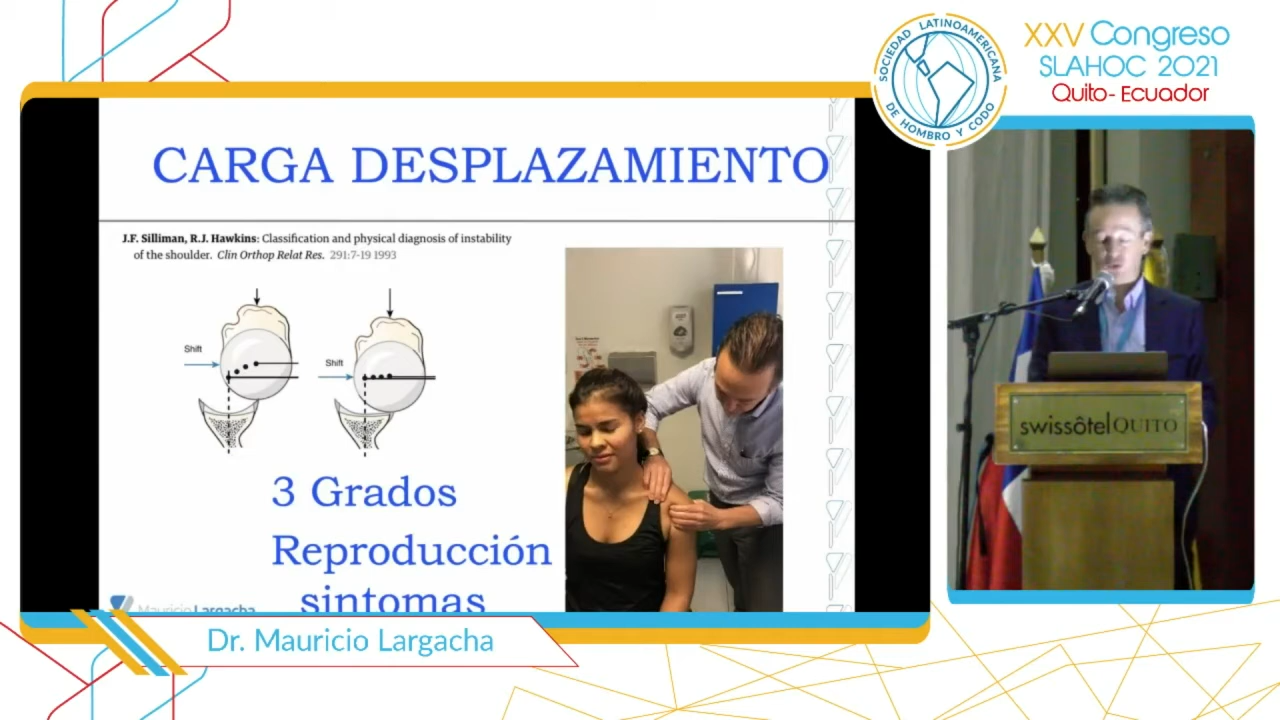 SOCIEDAD LATINOAMERICANA
DE HOMBRO Y CODO
XXV Congreso
SLAHOC 2021
Quito- Ecuador
CARGA DESPLAZAMIENTO
J.F. Silliman, R.J. Hawkins: Classification and physical diagnosis of instability
of the shoulder. Clin Orthop Relat Res. 291:7-19 1993
Shift
Shift
3 Grados
Reproducción
sintomas
Mauricio Largacha
Dr. Mauricio Largacha
swissôtel QUITO